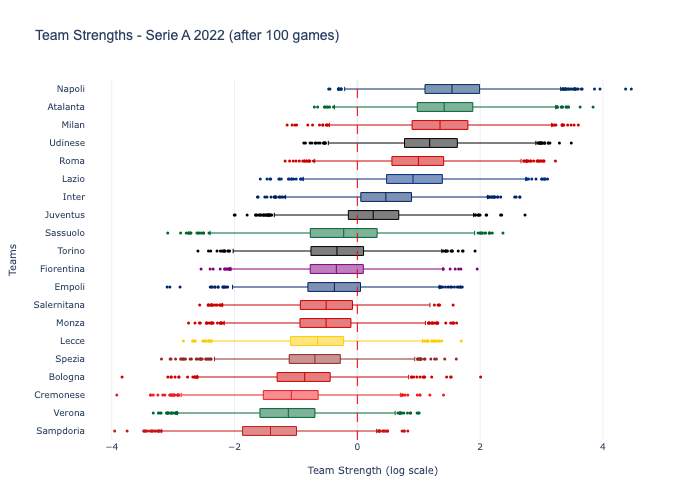 Team Strengths - Serie A 2022 (after 100 games)
Napoli
Atalanta
Milan
Udinese
Roma
Lazio
Inter
Juventus
Sassuolo
Torino
Fiorentina
Empoli
Salernitana
Monza
Lecce
Spezia
Bologna
Cremonese
Verona
Sampdoria
Teams
−4 −2 0 2 4
Team Strength (log scale)